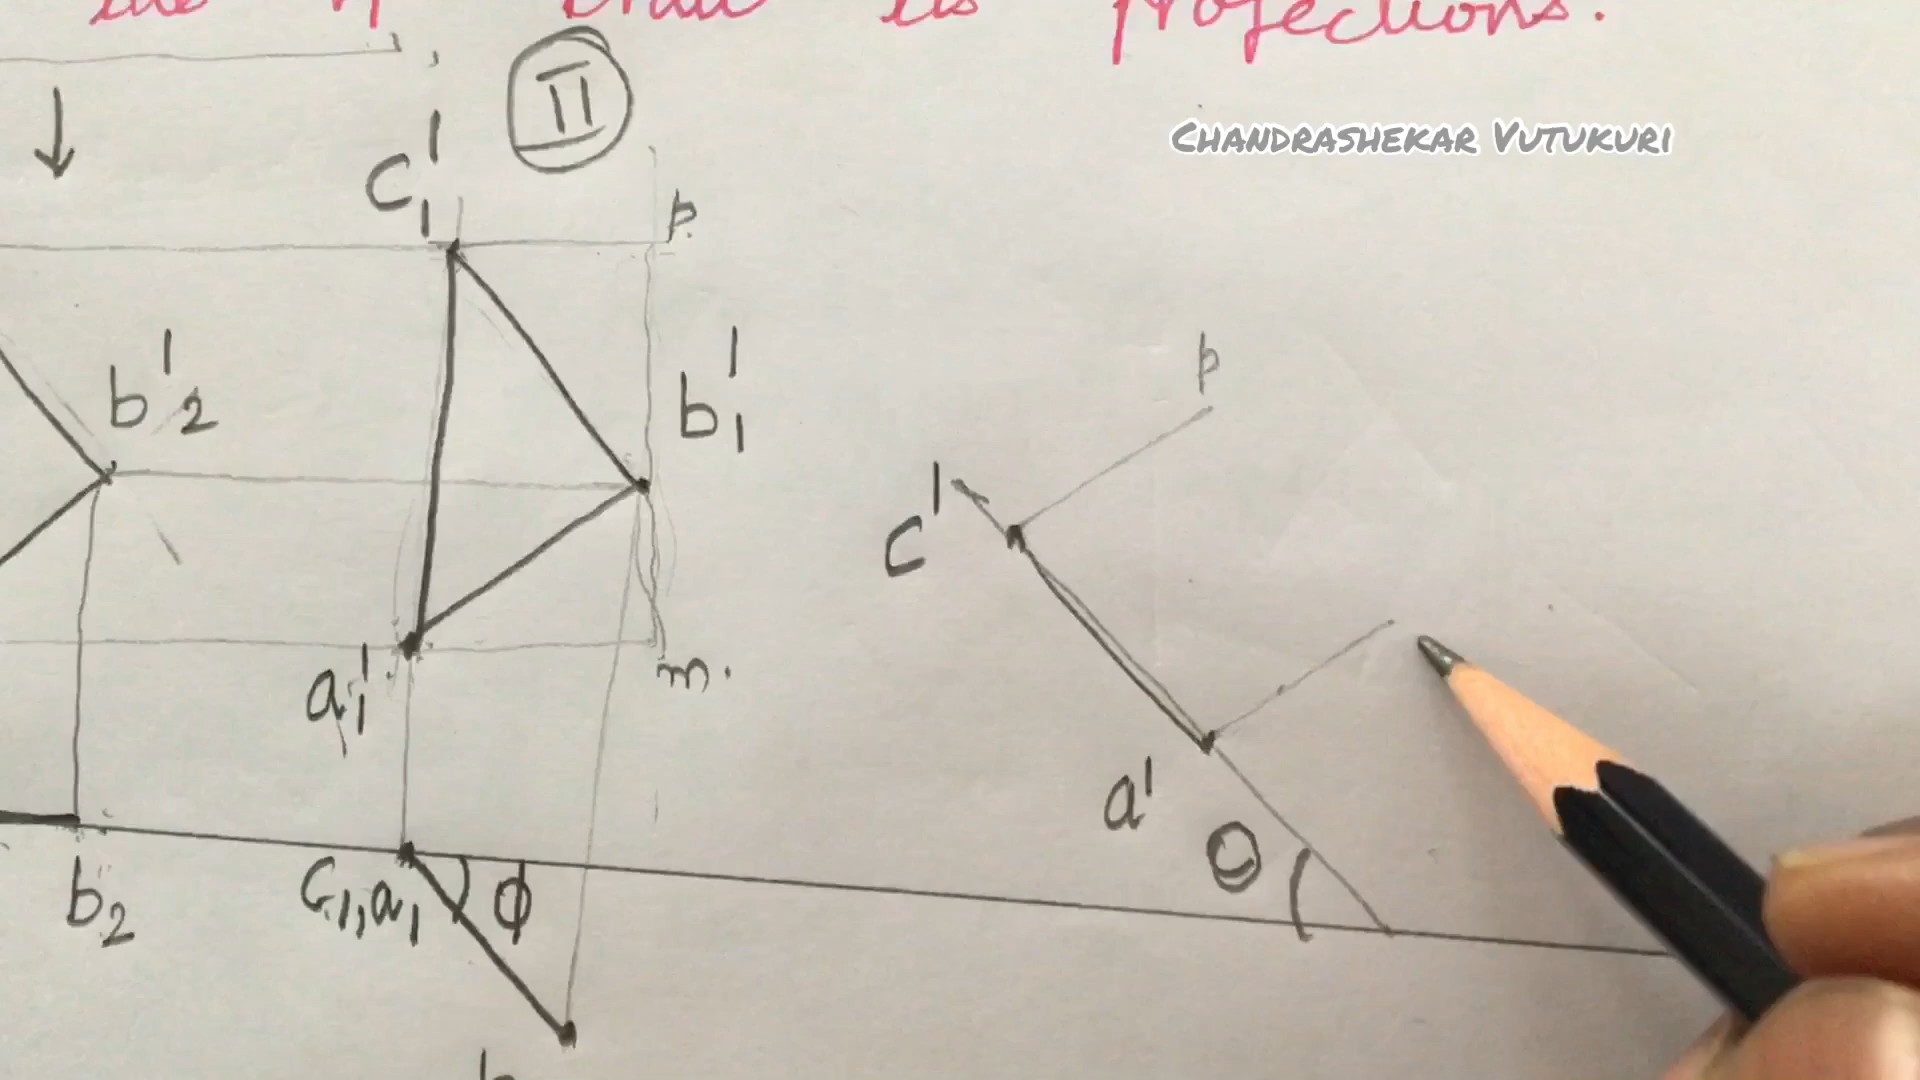 projections.
II
CHANDRASHEKAR VUTUKURI
c'₁
p.
p
b'₂
b'₁
c'
a'₁
m.
a'
θ
b₂
c₁,a₁
ϕ